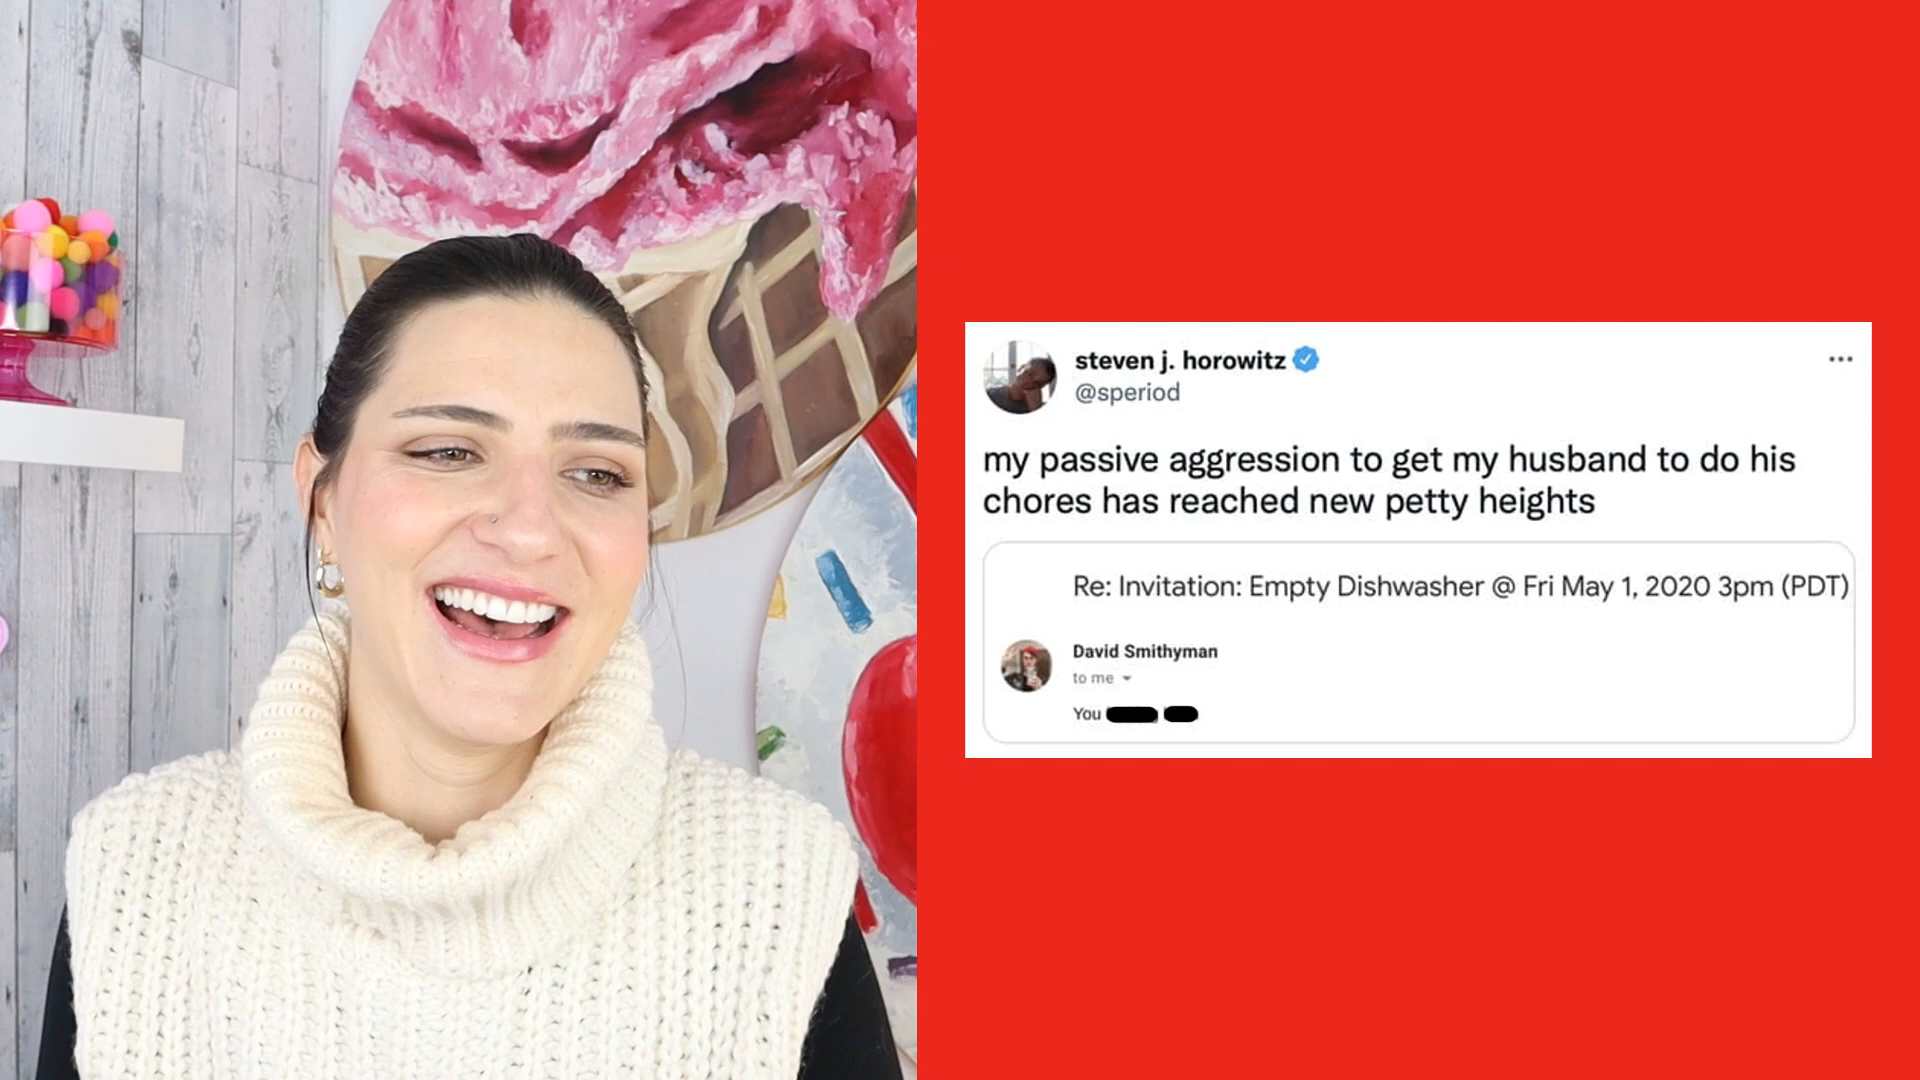 steven j. horowitz
@speriod
my passive aggression to get my husband to do his
chores has reached new petty heights
Re: Invitation: Empty Dishwasher @ Fri May 1, 2020 3pm (PDT)
David Smithyman
to me
You